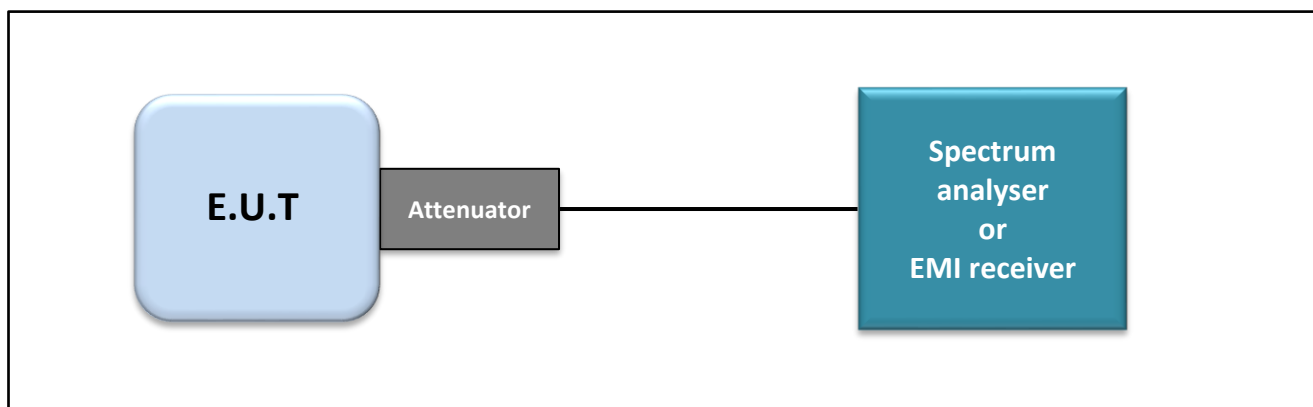 E.U.T
Attenuator
Spectrum
analyser
or
EMI receiver